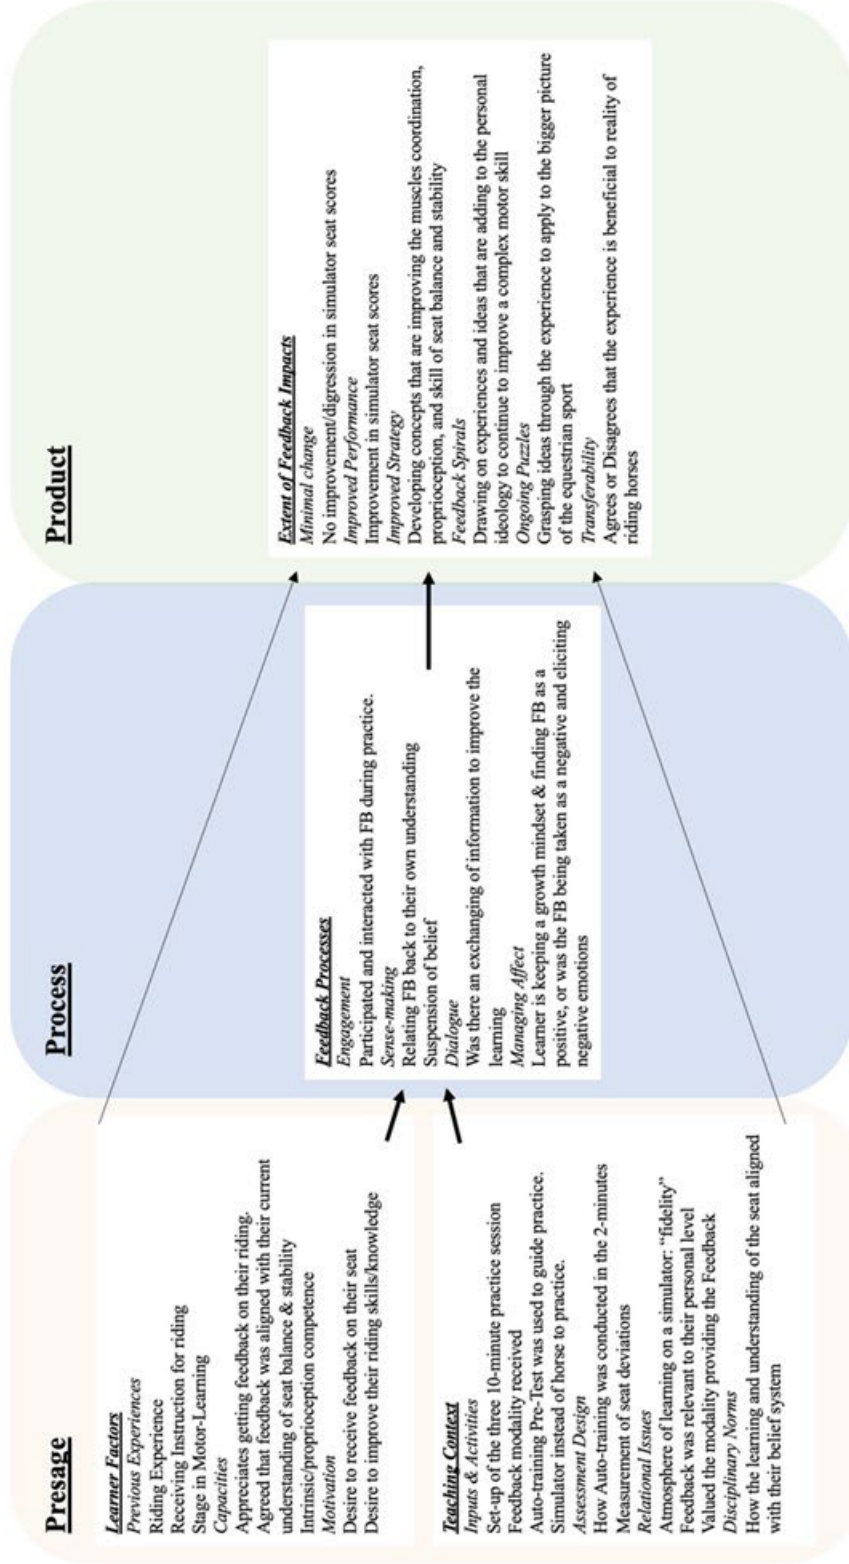 Presage
Learner Factors
Previous Experiences
Riding Experience
Receiving Instruction for riding
Stage in Motor-Learning
Capacities
Appreciates getting feedback on their riding.
Agreed that feedback was aligned with their current
understanding of seat balance & stability
Intrinsic/proprioception competence
Motivation
Desire to receive feedback on their seat
Desire to improve their riding skills/knowledge
Teaching Context
Inputs & Activities
Set-up of the three 10-minute practice session
Feedback modality received
Auto-training Pre-Test was used to guide practice.
Simulator instead of horse to practice.
Assessment Design
How Auto-training was conducted in the 2-minutes
Measurement of seat deviations
Relational Issues
Atmosphere of learning on a simulator: “fidelity”
Feedback was relevant to their personal level
Valued the modality providing the Feedback
Disciplinary Norms
How the learning and understanding of the seat aligned
with their belief system
Process
Feedback Processes
Engagement
Participated and interacted with FB during practice.
Sense-making
Relating FB back to their own understanding
Suspension of belief
Dialogue
Was there an exchanging of information to improve the
learning
Managing Affect
Learner is keeping a growth mindset & finding FB as a
positive, or was the FB being taken as a negative and eliciting
negative emotions
Product
Extent of Feedback Impacts
Minimal change
No improvement/digression in simulator seat scores
Improved Performance
Improvement in simulator seat scores
Improved Strategy
Developing concepts that are improving the muscles coordination,
proprioception, and skill of seat balance and stability
Feedback Spirals
Drawing on experiences and ideas that are adding to the personal
ideology to continue to improve a complex motor skill
Ongoing Puzzles
Grasping ideas through the experience to apply to the bigger picture
of the equestrian sport
Transferability
Agrees or Disagrees that the experience is beneficial to reality of
riding horses